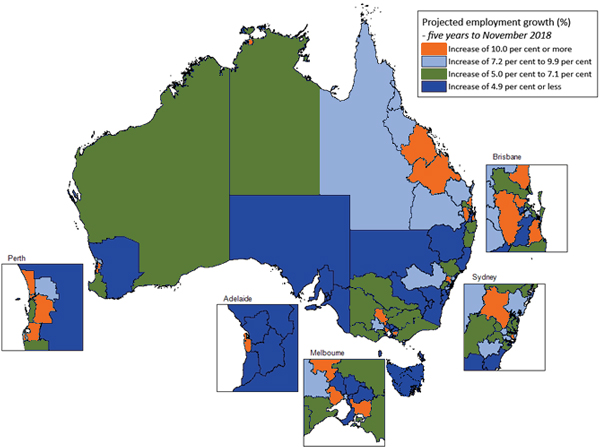 Projected employment growth (%)
- five years to November 2018
Increase of 10.0 per cent or more
Increase of 7.2 per cent to 9.9 per cent
Increase of 5.0 per cent to 7.1 per cent
Increase of 4.9 per cent or less
Brisbane
Perth
Sydney
Adelaide
Melbourne